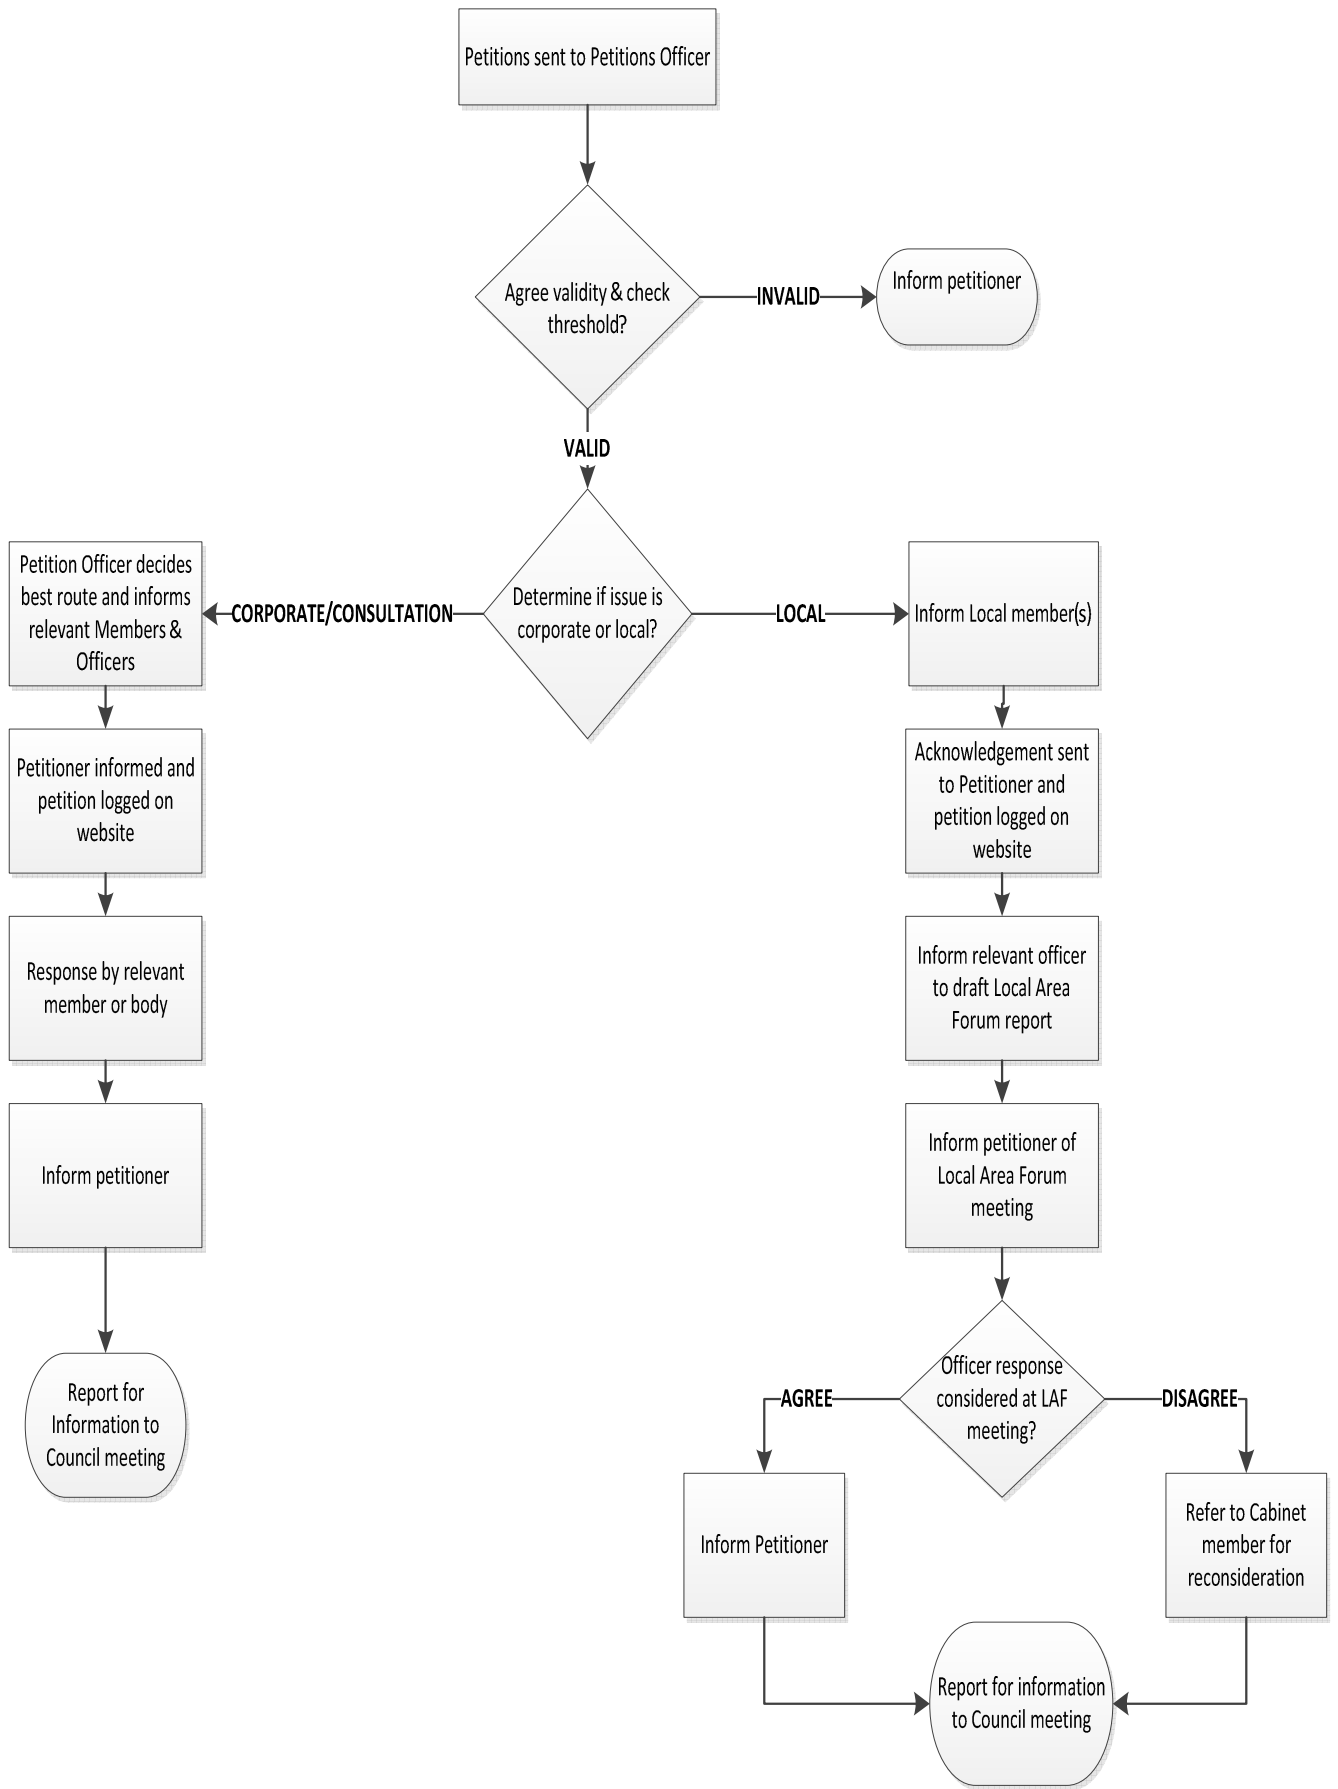 Petitions sent to Petitions Officer
Agree validity & check
threshold?
INVALID
Inform petitioner
VALID
Determine if issue is
corporate or local?
CORPORATE/CONSULTATION
LOCAL
Petition Officer decides
best route and informs
relevant Members &
Officers
Petitioner informed and
petition logged on
website
Response by relevant
member or body
Inform petitioner
Report for
Information to
Council meeting
Inform Local member(s)
Acknowledgement sent
to Petitioner and
petition logged on
website
Inform relevant officer
to draft Local Area
Forum report
Inform petitioner of
Local Area Forum
meeting
Officer response
considered at LAF
meeting?
AGREE
DISAGREE
Inform Petitioner
Refer to Cabinet
member for
reconsideration
Report for information
to Council meeting